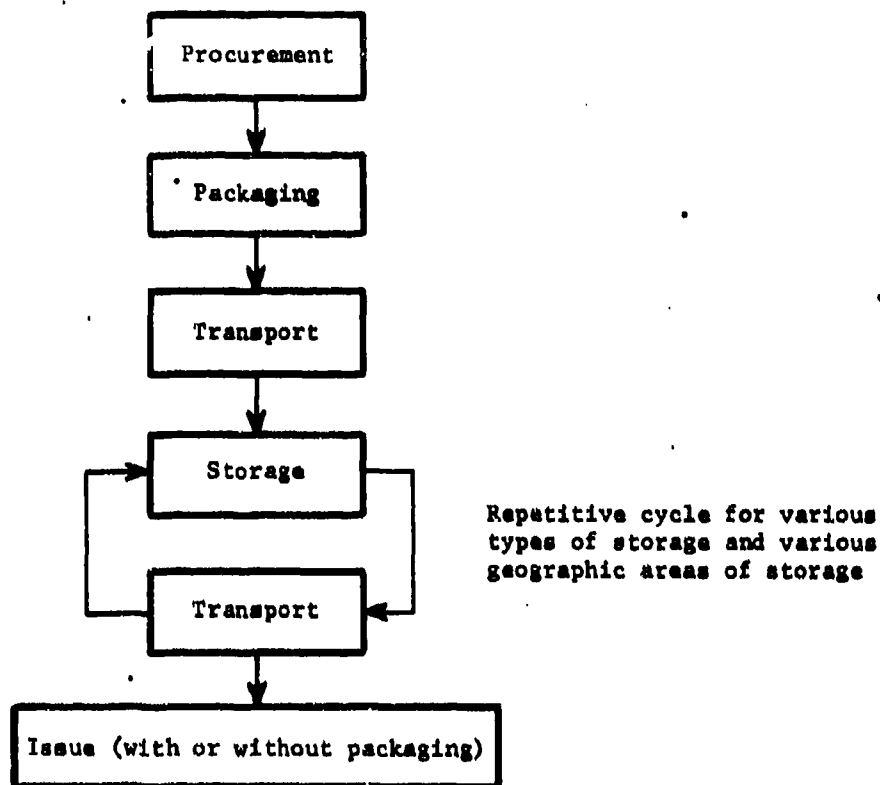 Procurement
Packaging
Transport
Storage
Repetitive cycle for various
types of storage and various
geographic areas of storage
Transport
Issue (with or without packaging)